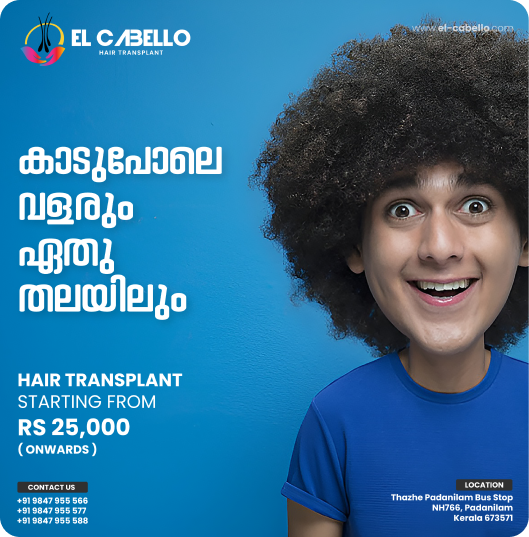 EL CABELLO
HAIR TRANSPLANT
www.el-cabello.com
കാടുപോലെ
വളരും
ഏതു
തലയിലും
HAIR TRANSPLANT
STARTING FROM
RS 25,000
( ONWARDS )
CONTACT US
+91 9847 955 566
+91 9847 955 577
+91 9847 955 588
LOCATION
Thazhe Padanilam Bus Stop
NH766, Padanilam
Kerala 673571